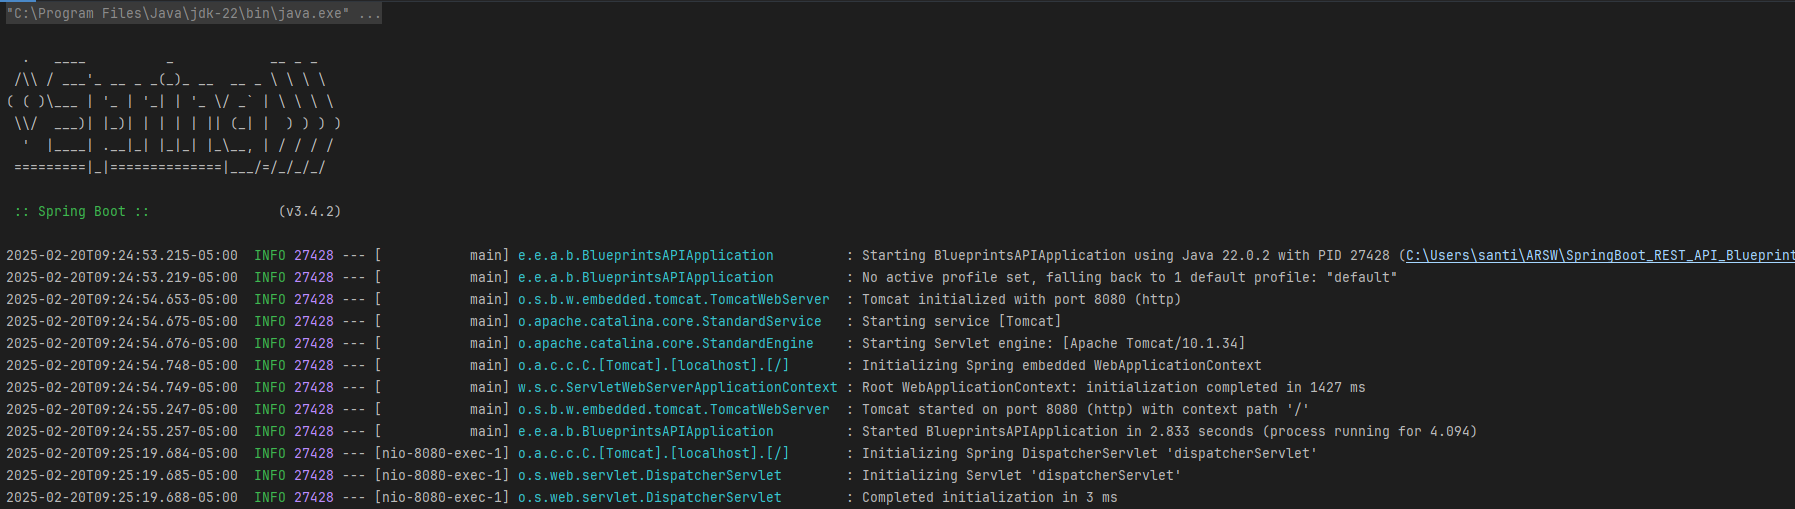 "C:\Program Files\Java\jdk-22\bin\java.exe" ...
  .   ____          _            __ _ _
 /\\ / ___'_ __ _ _(_)_ __  __ _ \ \ \ \
( ( )\___ | '_ | '_| | '_ \/ _` | \ \ \ \
 \\/  ___)| |_)| | | | | || (_| |  ) ) ) )
  '  |____| .__|_| |_|_| |_\__, | / / / /
 =========|_|==============|___/=/_/_/_/
 :: Spring Boot ::                (v3.4.2)
2025-02-20T09:24:53.215-05:00  INFO 27428 --- [           main] e.e.a.b.BlueprintsAPIApplication         : Starting BlueprintsAPIApplication using Java 22.0.2 with PID 27428 (C:\Users\santi\ARSW\SpringBoot_REST_API_Blueprint
2025-02-20T09:24:53.219-05:00  INFO 27428 --- [           main] e.e.a.b.BlueprintsAPIApplication         : No active profile set, falling back to 1 default profile: "default"
2025-02-20T09:24:54.653-05:00  INFO 27428 --- [           main] o.s.b.w.embedded.tomcat.TomcatWebServer  : Tomcat initialized with port 8080 (http)
2025-02-20T09:24:54.675-05:00  INFO 27428 --- [           main] o.apache.catalina.core.StandardService   : Starting service [Tomcat]
2025-02-20T09:24:54.676-05:00  INFO 27428 --- [           main] o.apache.catalina.core.StandardEngine    : Starting Servlet engine: [Apache Tomcat/10.1.34]
2025-02-20T09:24:54.748-05:00  INFO 27428 --- [           main] o.a.c.c.C.[Tomcat].[localhost].[/]       : Initializing Spring embedded WebApplicationContext
2025-02-20T09:24:54.749-05:00  INFO 27428 --- [           main] w.s.c.ServletWebServerApplicationContext : Root WebApplicationContext: initialization completed in 1427 ms
2025-02-20T09:24:55.247-05:00  INFO 27428 --- [           main] o.s.b.w.embedded.tomcat.TomcatWebServer  : Tomcat started on port 8080 (http) with context path '/'
2025-02-20T09:24:55.257-05:00  INFO 27428 --- [           main] e.e.a.b.BlueprintsAPIApplication         : Started BlueprintsAPIApplication in 2.833 seconds (process running for 4.094)
2025-02-20T09:25:19.684-05:00  INFO 27428 --- [nio-8080-exec-1] o.a.c.c.C.[Tomcat].[localhost].[/]       : Initializing Spring DispatcherServlet 'dispatcherServlet'
2025-02-20T09:25:19.685-05:00  INFO 27428 --- [nio-8080-exec-1] o.s.web.servlet.DispatcherServlet        : Initializing Servlet 'dispatcherServlet'
2025-02-20T09:25:19.688-05:00  INFO 27428 --- [nio-8080-exec-1] o.s.web.servlet.DispatcherServlet        : Completed initialization in 3 ms